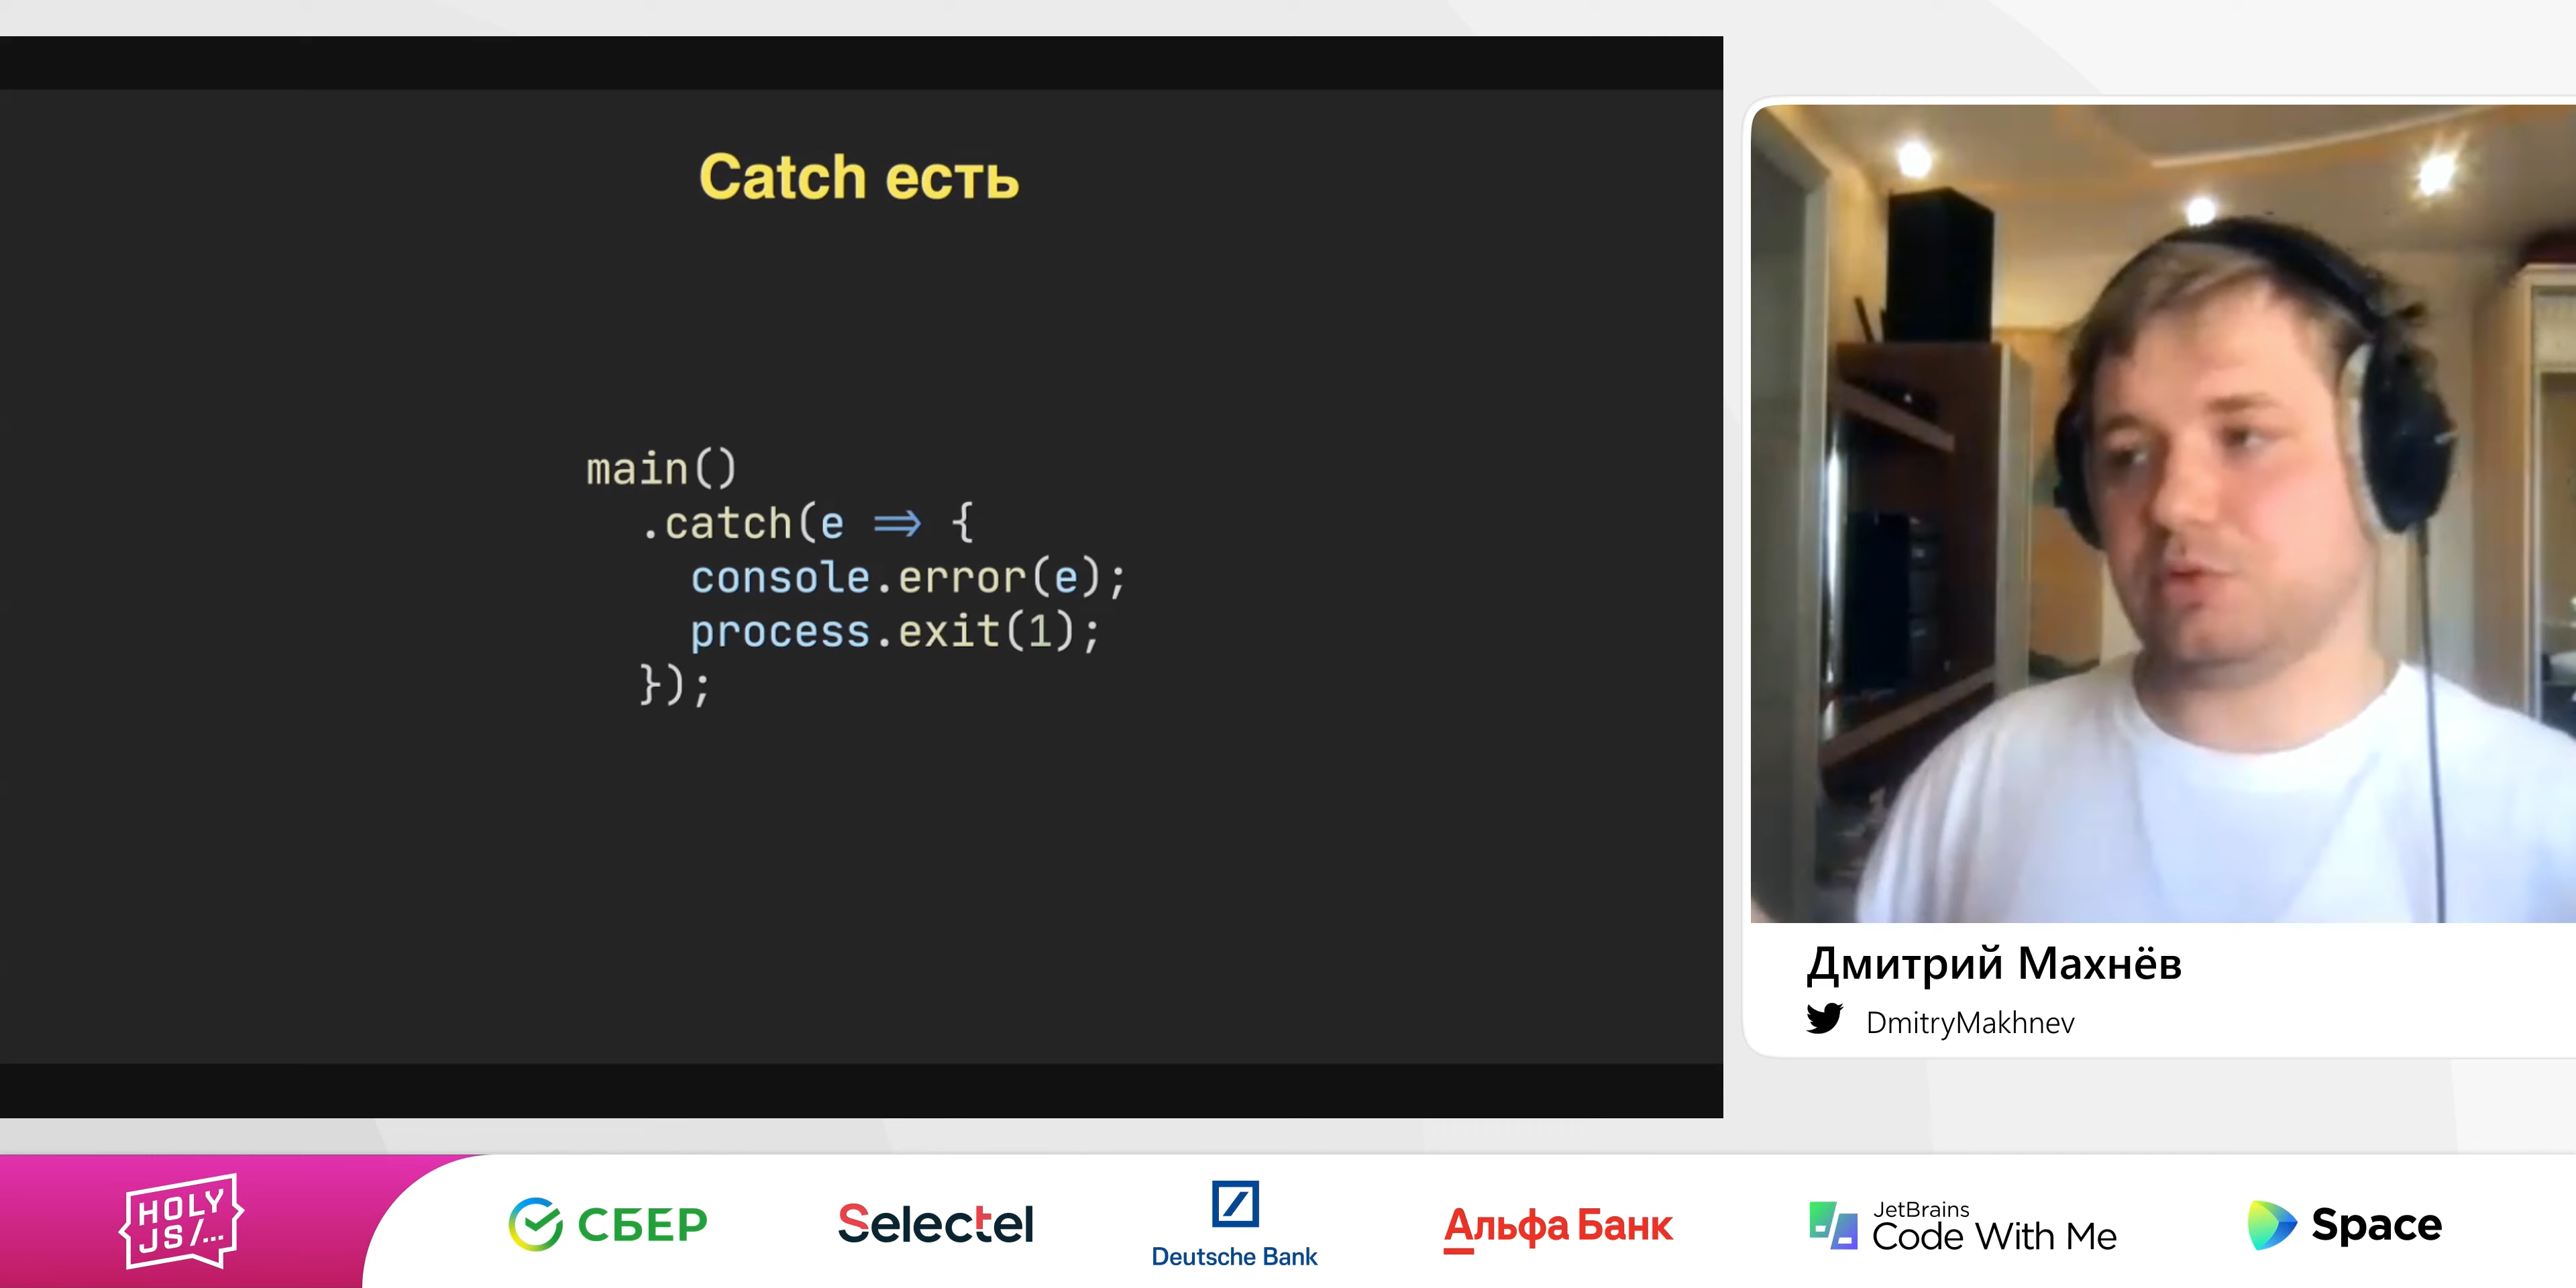 Catch есть
main()
.catch(e => {
console.error(e);
process.exit(1);
});
Дмитрий Махнёв
DmitryMakhnev
HOLY
JS/...
СБЕР
Selectel
Deutsche Bank
Альфа Банк
JetBrains
Code With Me
Space